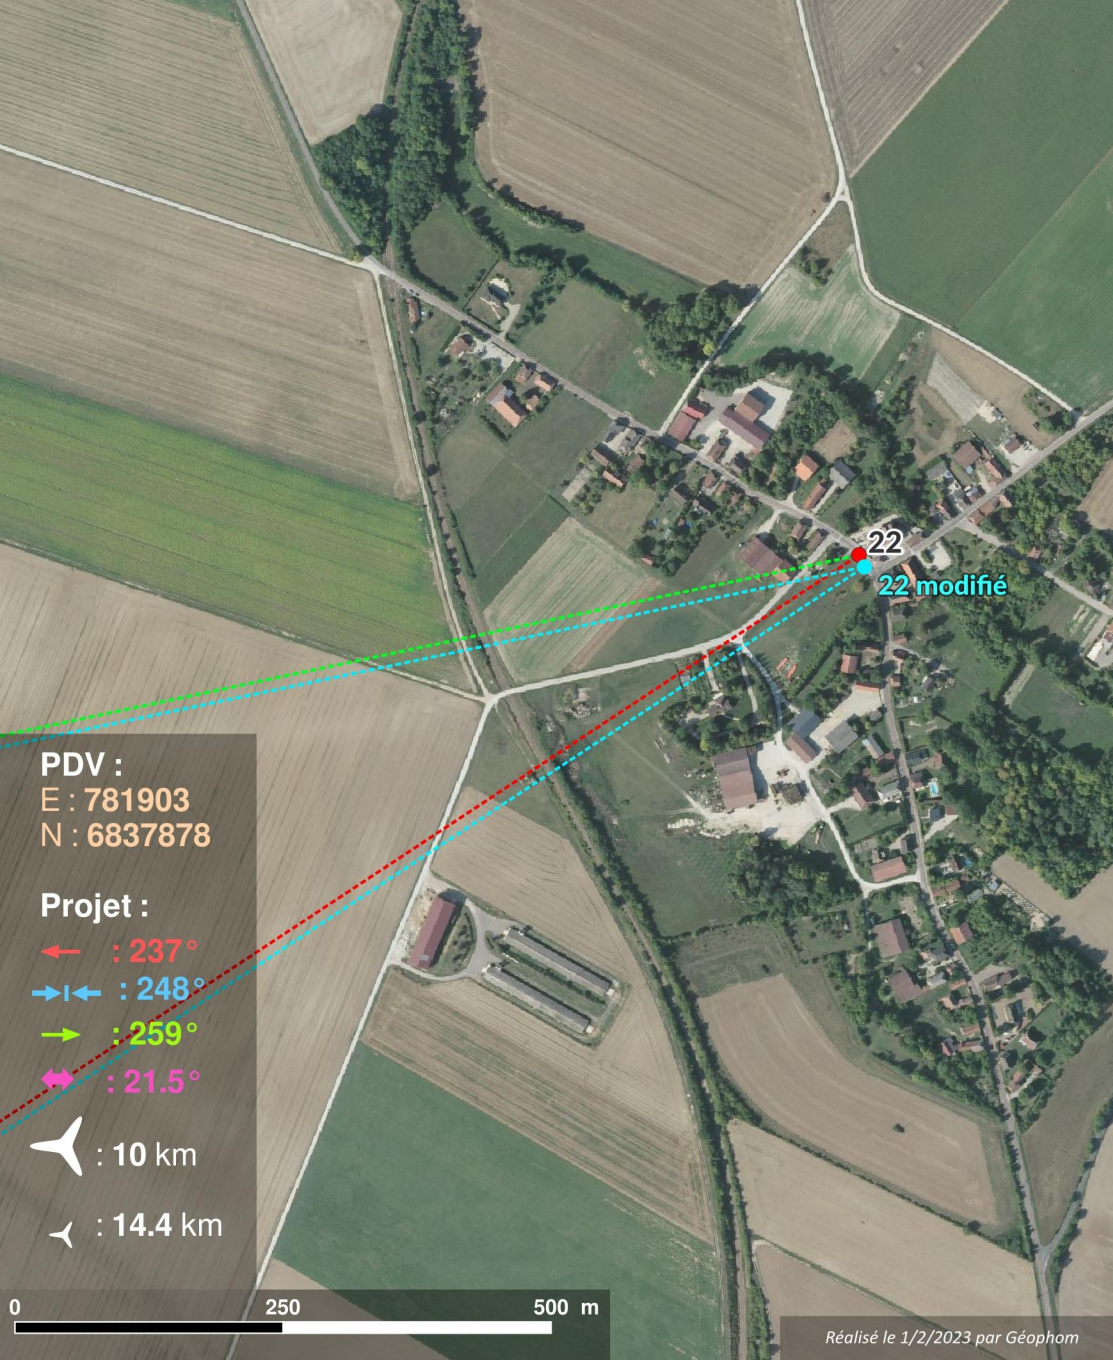 22
22 modifié
PDV :
E : 781903
N : 6837878
Projet :
: 237°
: 248°
: 259°
: 21.5°
: 10 km
: 14.4 km
0 250 500 m
Réalisé le 1/2/2023 par Géophom